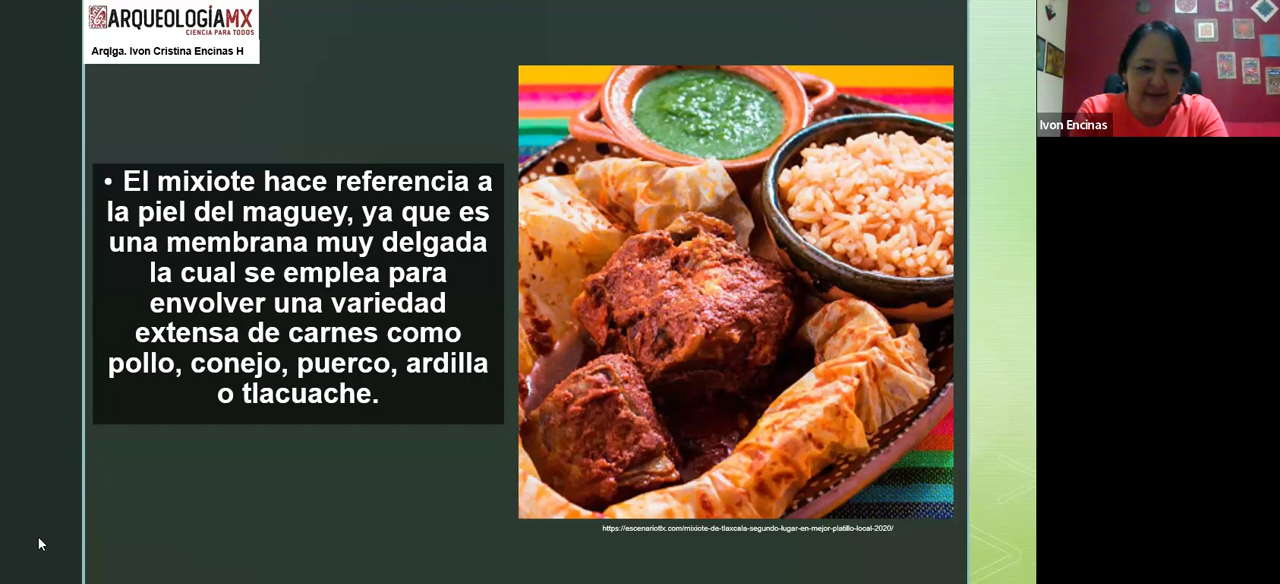 ARQUEOLOGÍAMX
CIENCIA PARA TODOS
Arqlga. Ivon Cristina Encinas H
• El mixiote hace referencia a
la piel del maguey, ya que es
una membrana muy delgada
la cual se emplea para
envolver una variedad
extensa de carnes como
pollo, conejo, puerco, ardilla
o tlacuache.
https://escenariotlx.com/mixiote-de-tlaxcala-segundo-lugar-en-mejor-platillo-local-2020/
Ivon Encinas